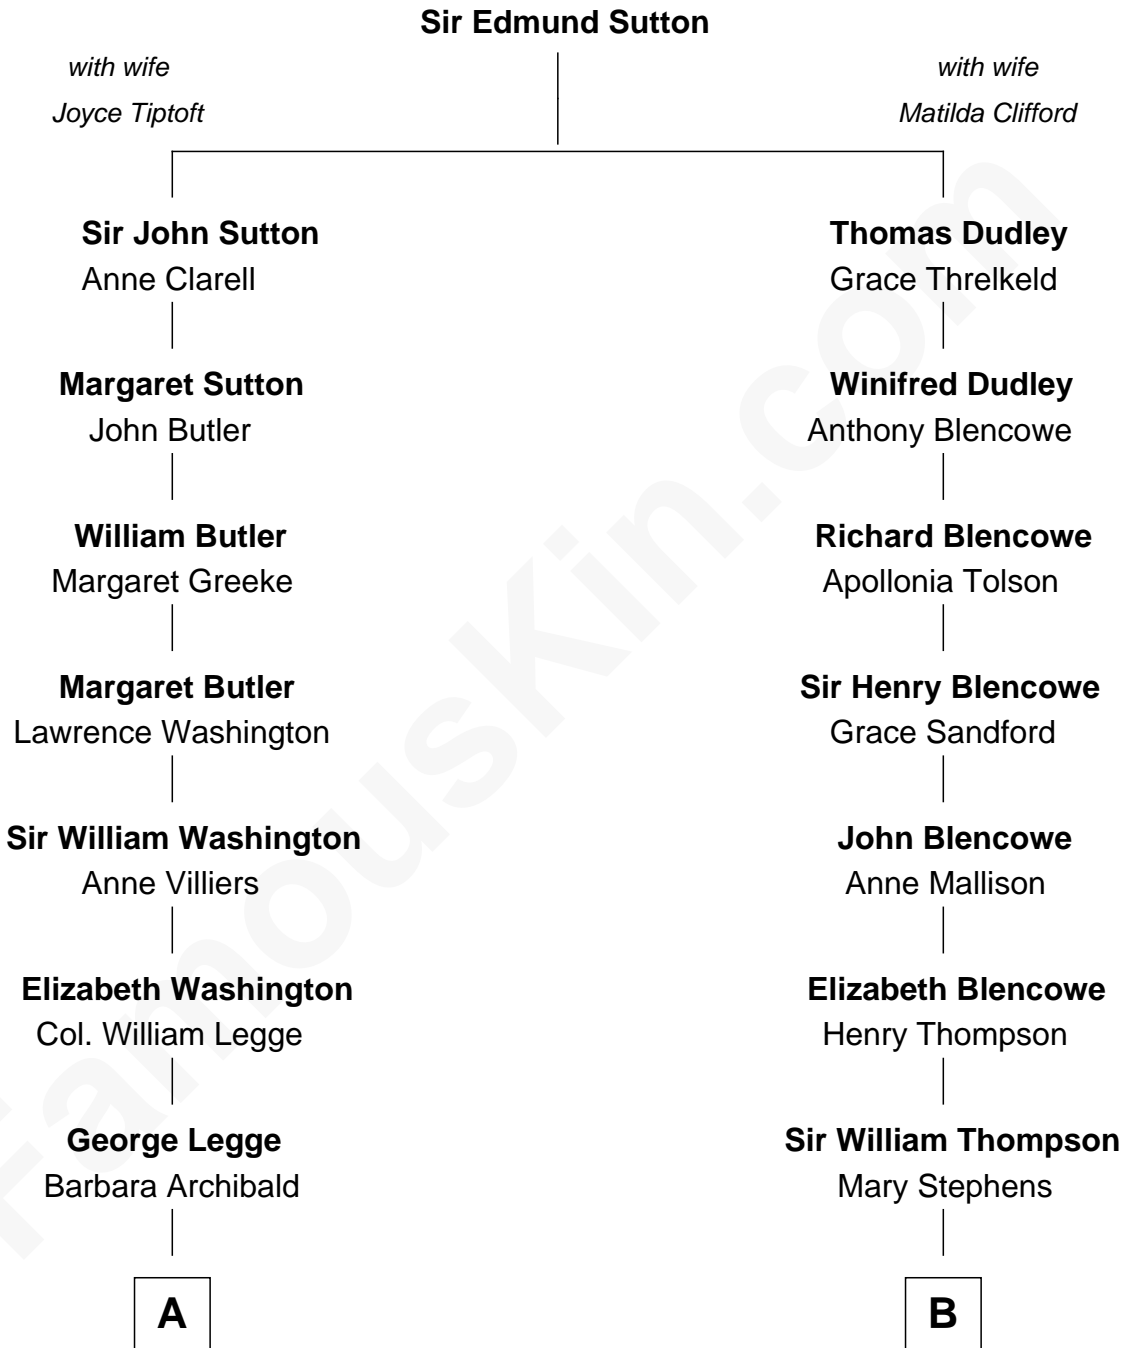 Sir Edmund Sutton
with wife
Joyce Tiptoft
with wife
Matilda Clifford
Sir John Sutton
Anne Clarell
Thomas Dudley
Grace Threlkeld
Margaret Sutton
John Butler
Winifred Dudley
Anthony Blencowe
William Butler
Margaret Greeke
Richard Blencowe
Apollonia Tolson
Margaret Butler
Lawrence Washington
Sir Henry Blencowe
Grace Sandford
Sir William Washington
Anne Villiers
John Blencowe
Anne Mallison
Elizabeth Washington
Col. William Legge
Elizabeth Blencowe
Henry Thompson
George Legge
Barbara Archibald
Sir William Thompson
Mary Stephens
A
B
FamousKin.com